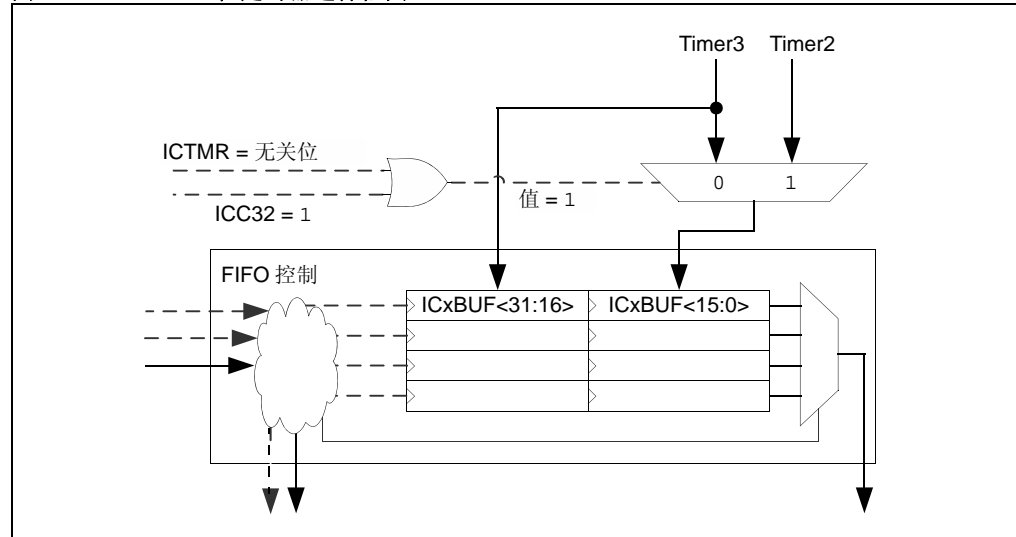 Timer3 Timer2
ICTMR = 无关位
0 1
值 = 1
ICC32 = 1
FIFO 控制
ICxBUF<31:16> ICxBUF<15:0>